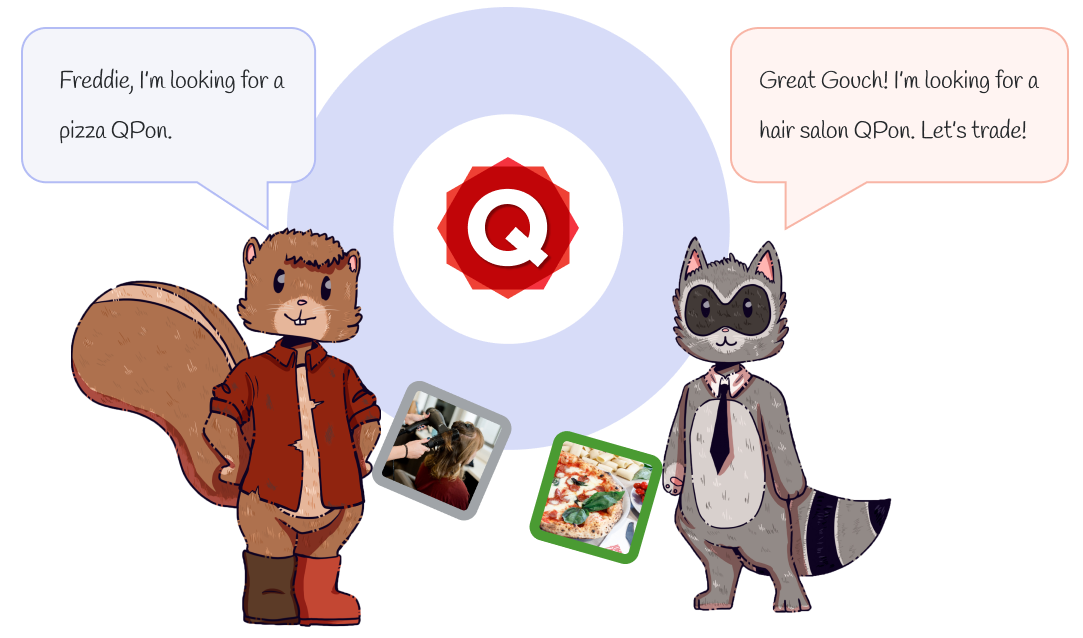 Freddie, I'm looking for a
pizza QPon.
Great Gouch! I'm looking for a
hair salon QPon. Let's trade!
Q